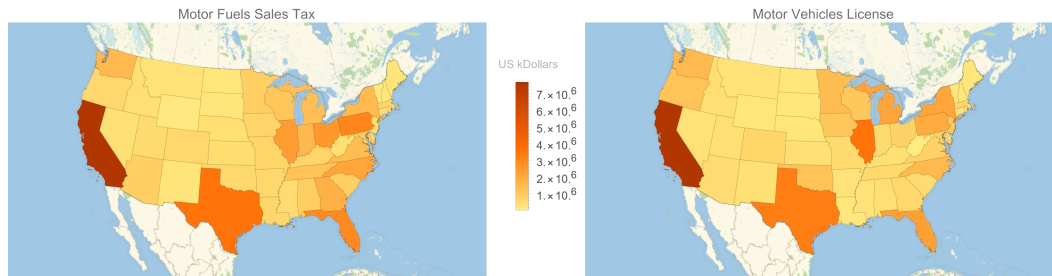 Motor Fuels Sales Tax
US kDollars
7.×10⁶
6.×10⁶
5.×10⁶
4.×10⁶
3.×10⁶
2.×10⁶
1.×10⁶
Motor Vehicles License